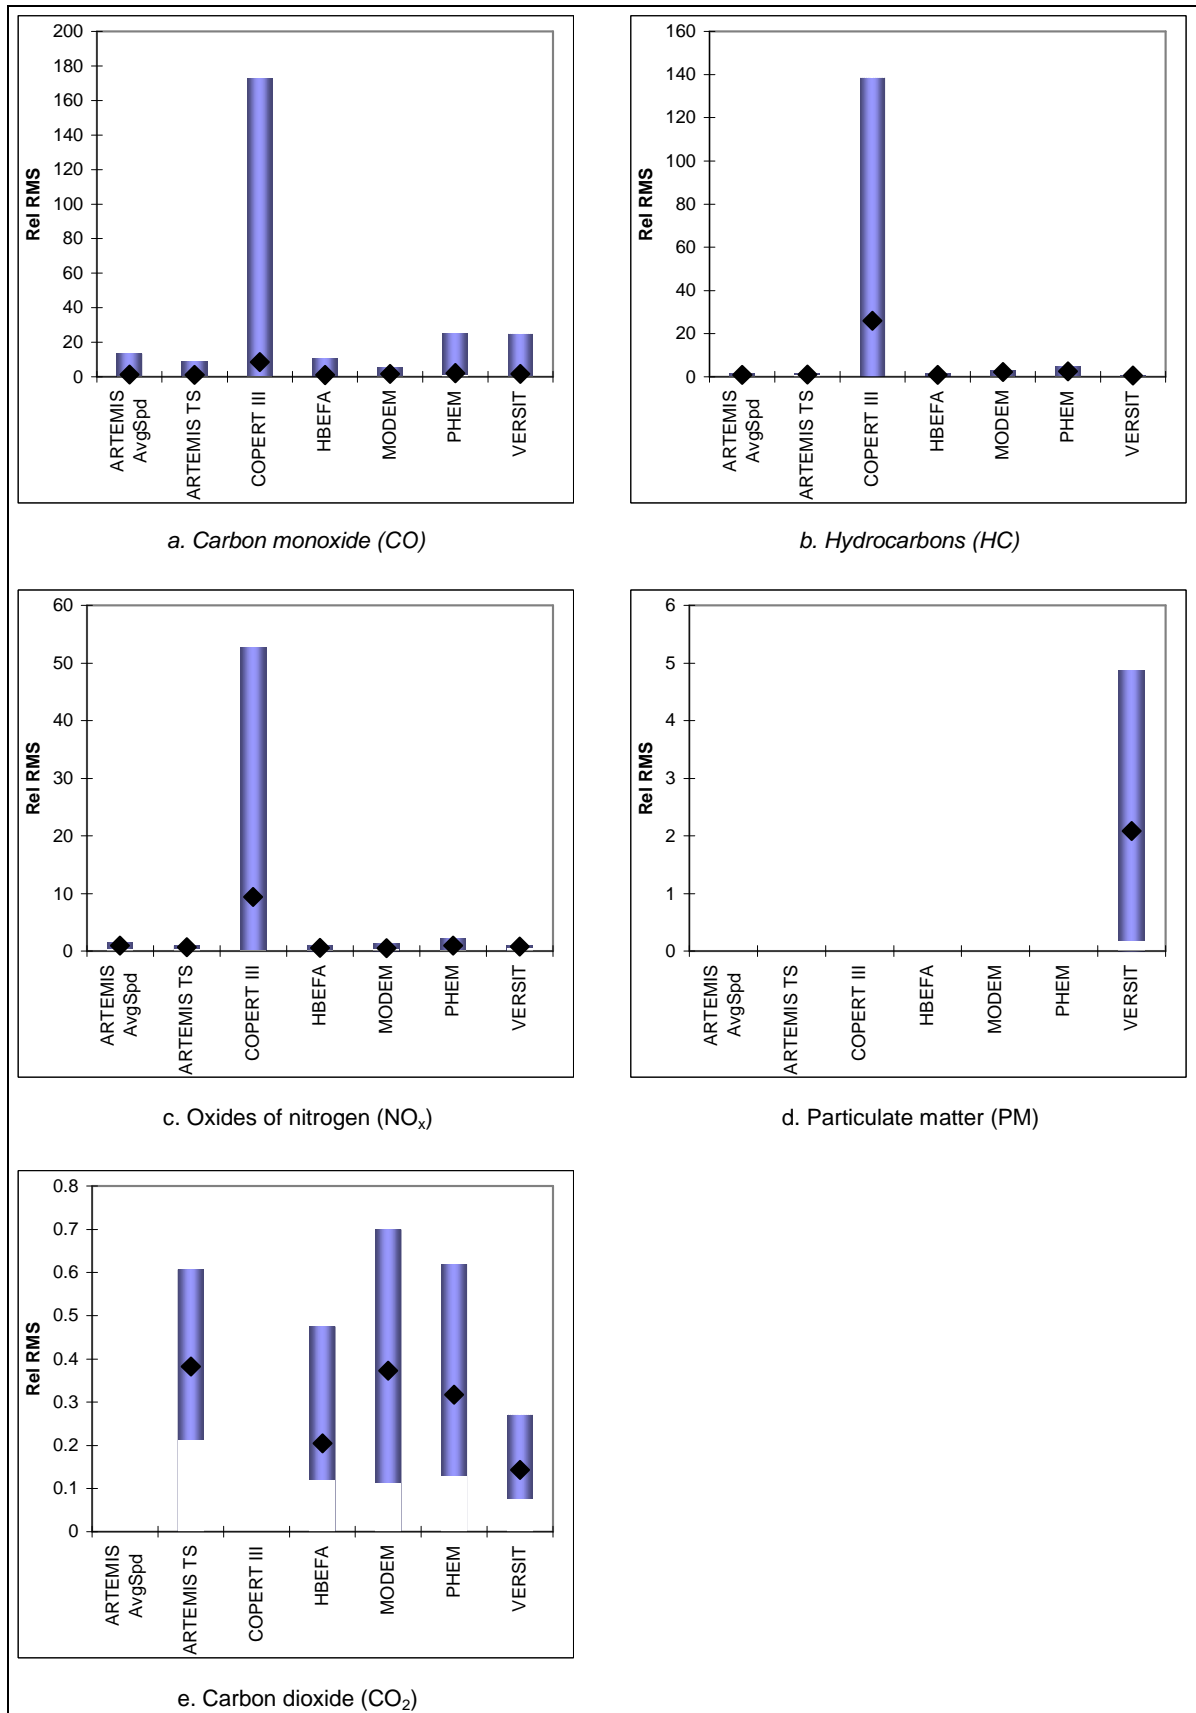 200
180
160
140
120
100
80
60
40
20
0
Rel RMS
ARTEMIS
AvgSpd
ARTEMIS TS
COPERT III
HBEFA
MODEM
PHEM
VERSIT
a. Carbon monoxide (CO)
160
140
120
100
80
60
40
20
0
Rel RMS
ARTEMIS
AvgSpd
ARTEMIS TS
COPERT III
HBEFA
MODEM
PHEM
VERSIT
b. Hydrocarbons (HC)
60
50
40
30
20
10
0
Rel RMS
ARTEMIS
AvgSpd
ARTEMIS TS
COPERT III
HBEFA
MODEM
PHEM
VERSIT
c. Oxides of nitrogen (NOx)
6
5
4
3
2
1
0
Rel RMS
ARTEMIS
AvgSpd
ARTEMIS TS
COPERT III
HBEFA
MODEM
PHEM
VERSIT
d. Particulate matter (PM)
0.8
0.7
0.6
0.5
0.4
0.3
0.2
0.1
0
Rel RMS
ARTEMIS
AvgSpd
ARTEMIS TS
COPERT III
HBEFA
MODEM
PHEM
VERSIT
e. Carbon dioxide (CO2)